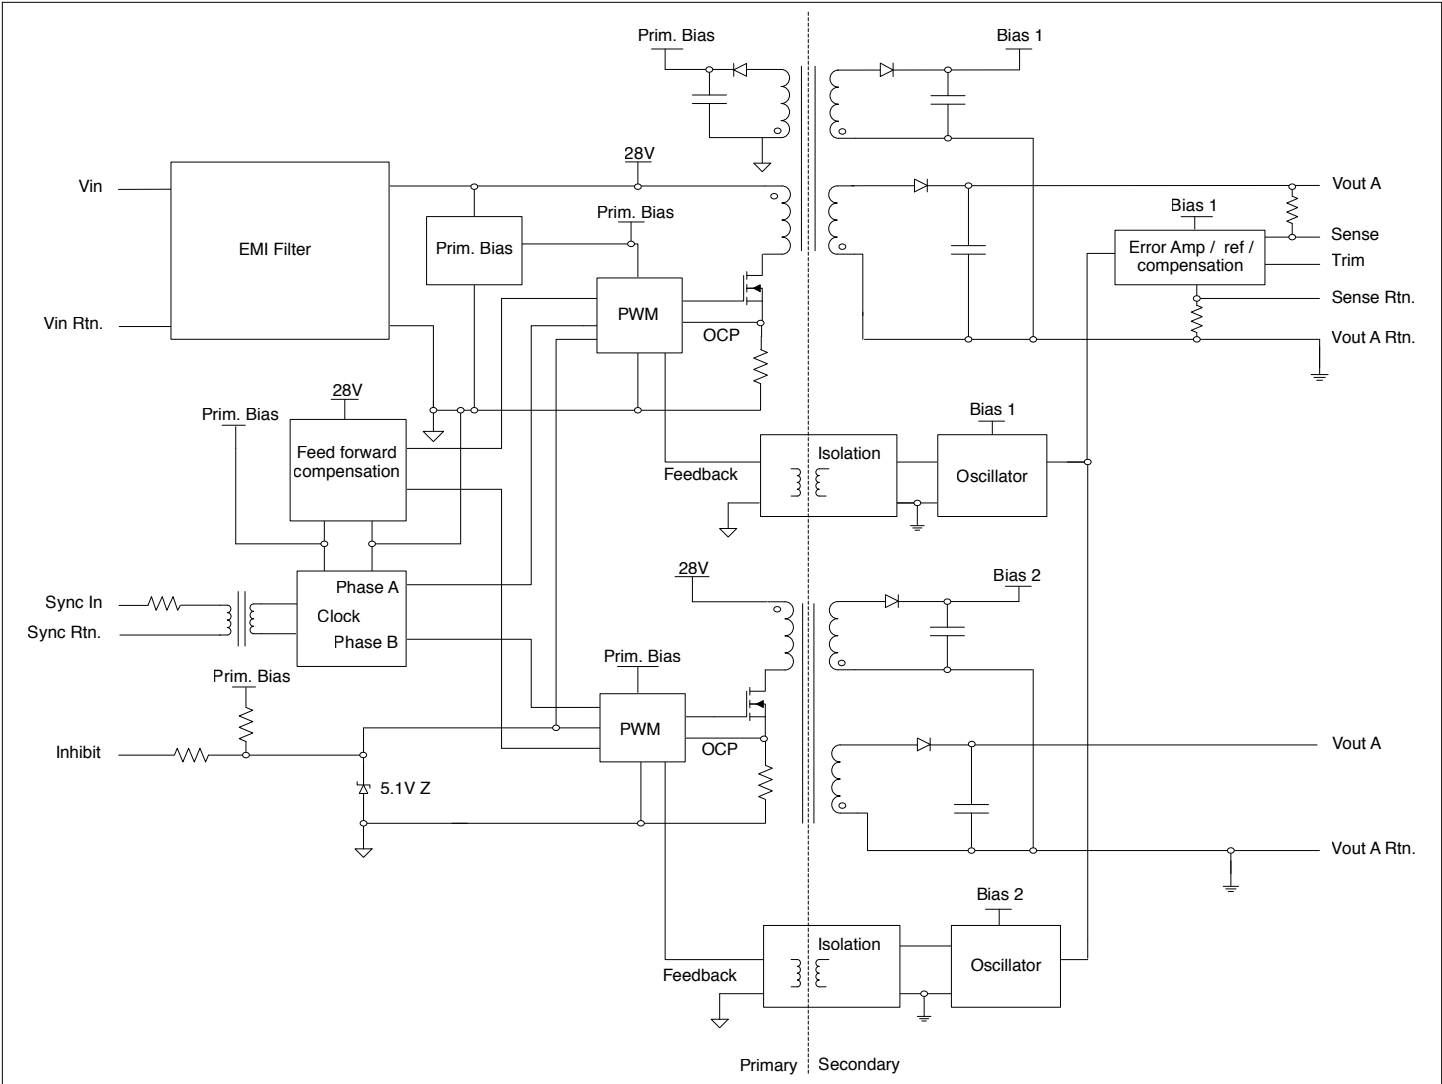 Prim. Bias
Bias 1
28V
Vin
Vout A
Prim. Bias
Bias 1
EMI Filter
Prim. Bias
Error Amp / ref /
compensation
Sense
Trim
Sense Rtn.
Vin Rtn.
PWM
OCP
Vout A Rtn.
28V
Prim. Bias
Bias 1
Feed forward
compensation
Isolation
Feedback
Oscillator
28V
Bias 2
Phase A
Sync In
Clock
Sync Rtn.
Phase B
Prim. Bias
Prim. Bias
PWM
OCP
Inhibit
Vout A
5.1V Z
Vout A Rtn.
Bias 2
Isolation
Feedback
Oscillator
Primary
Secondary